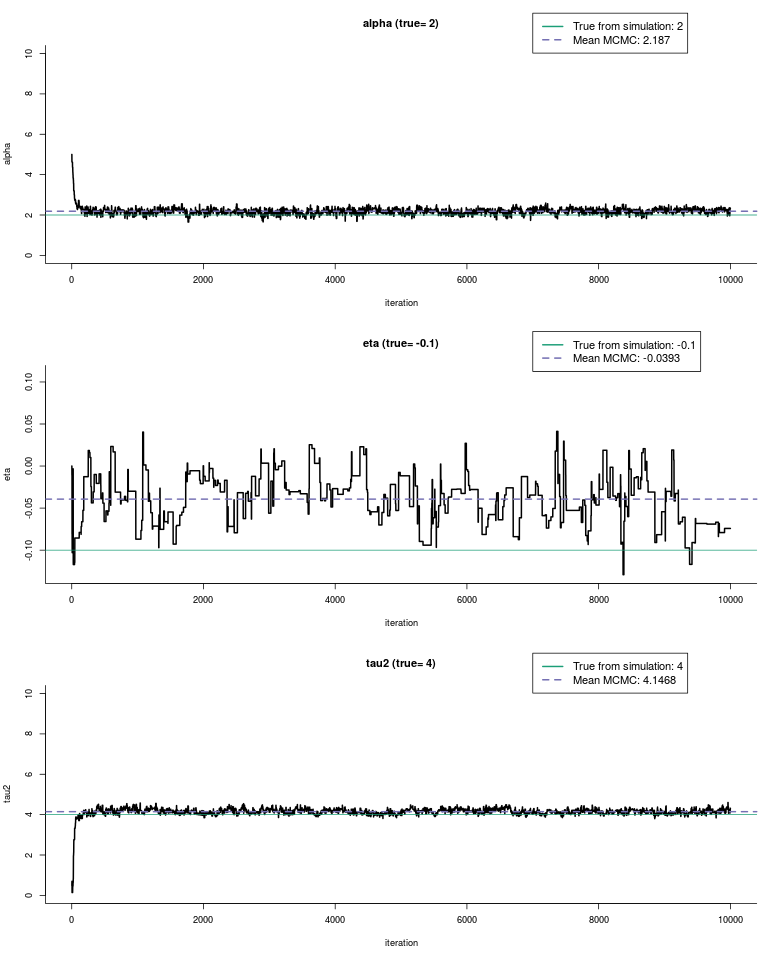 alpha (true= 2)
True from simulation: 2
Mean MCMC: 2.187
10
8
6
4
2
0
alpha
0 2000 4000 6000 8000 10000
iteration
eta (true= -0.1)
True from simulation: -0.1
Mean MCMC: -0.0393
0.10
0.05
0.00
-0.05
-0.10
eta
0 2000 4000 6000 8000 10000
iteration
tau2 (true= 4)
True from simulation: 4
Mean MCMC: 4.1468
10
8
6
4
2
0
tau2
0 2000 4000 6000 8000 10000
iteration